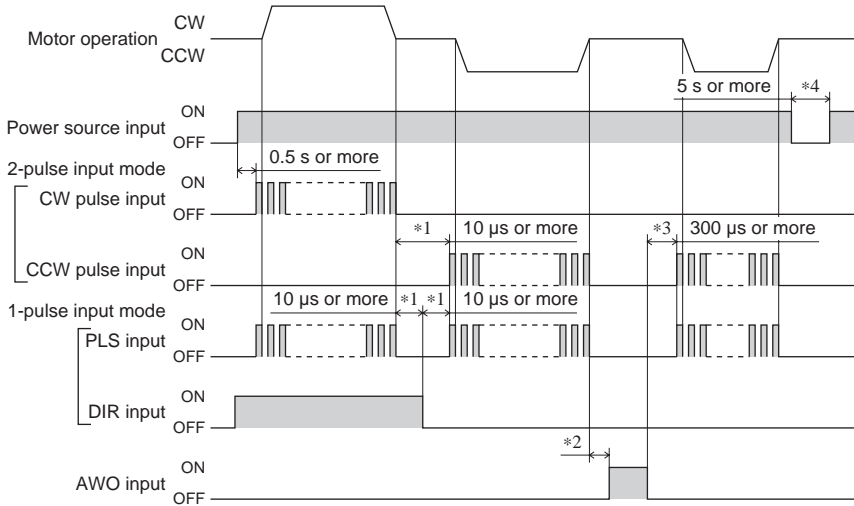 CW
Motor operation
CCW
5 s or more *4
ON
Power source input
OFF
2-pulse input mode
0.5 s or more
ON
CW pulse input
OFF
*1 10 µs or more *3 300 µs or more
ON
CCW pulse input
OFF
1-pulse input mode
10 µs or more *1 *1 10 µs or more
ON
PLS input
OFF
ON
DIR input
OFF
*2
ON
AWO input
OFF